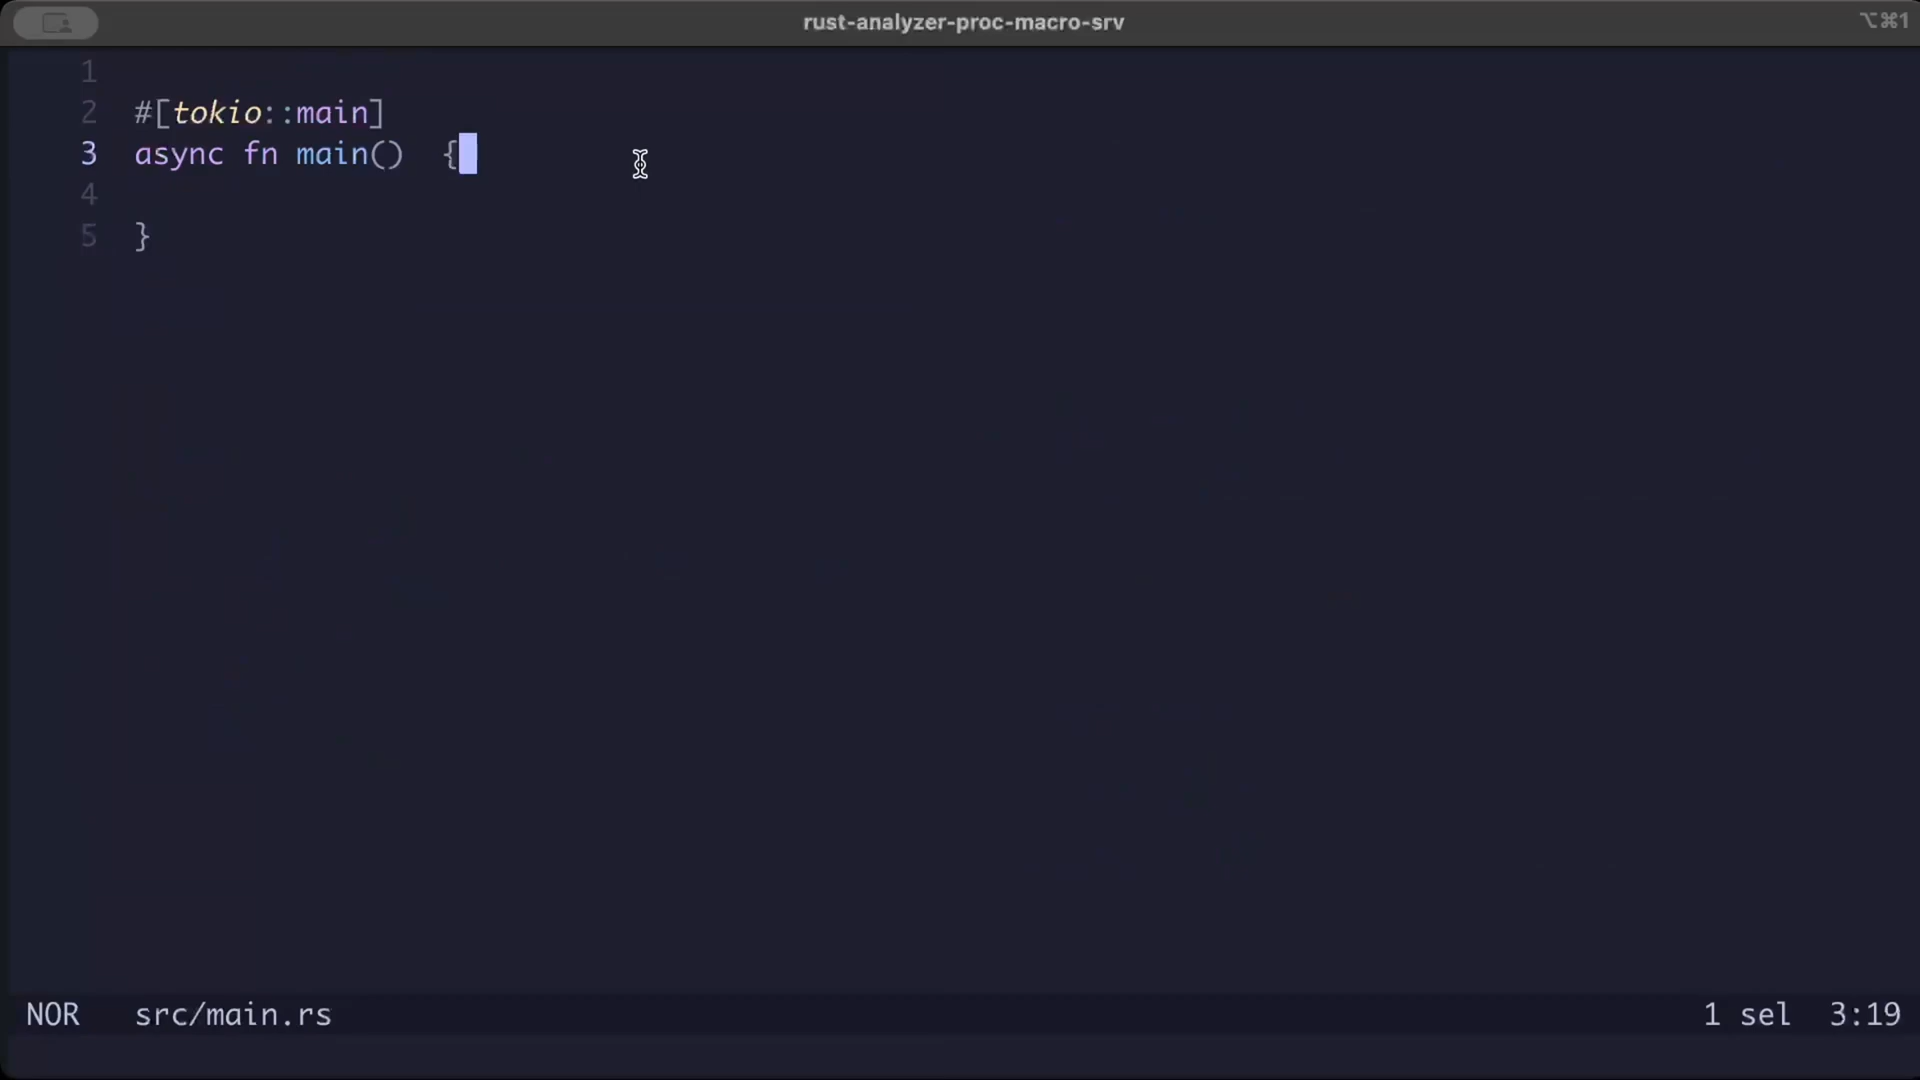 rust-analyzer-proc-macro-srv
⌥⌘1
1
2 #[tokio::main]
3 async fn main()  {
4
5 }
NOR src/main.rs 1 sel 3:19